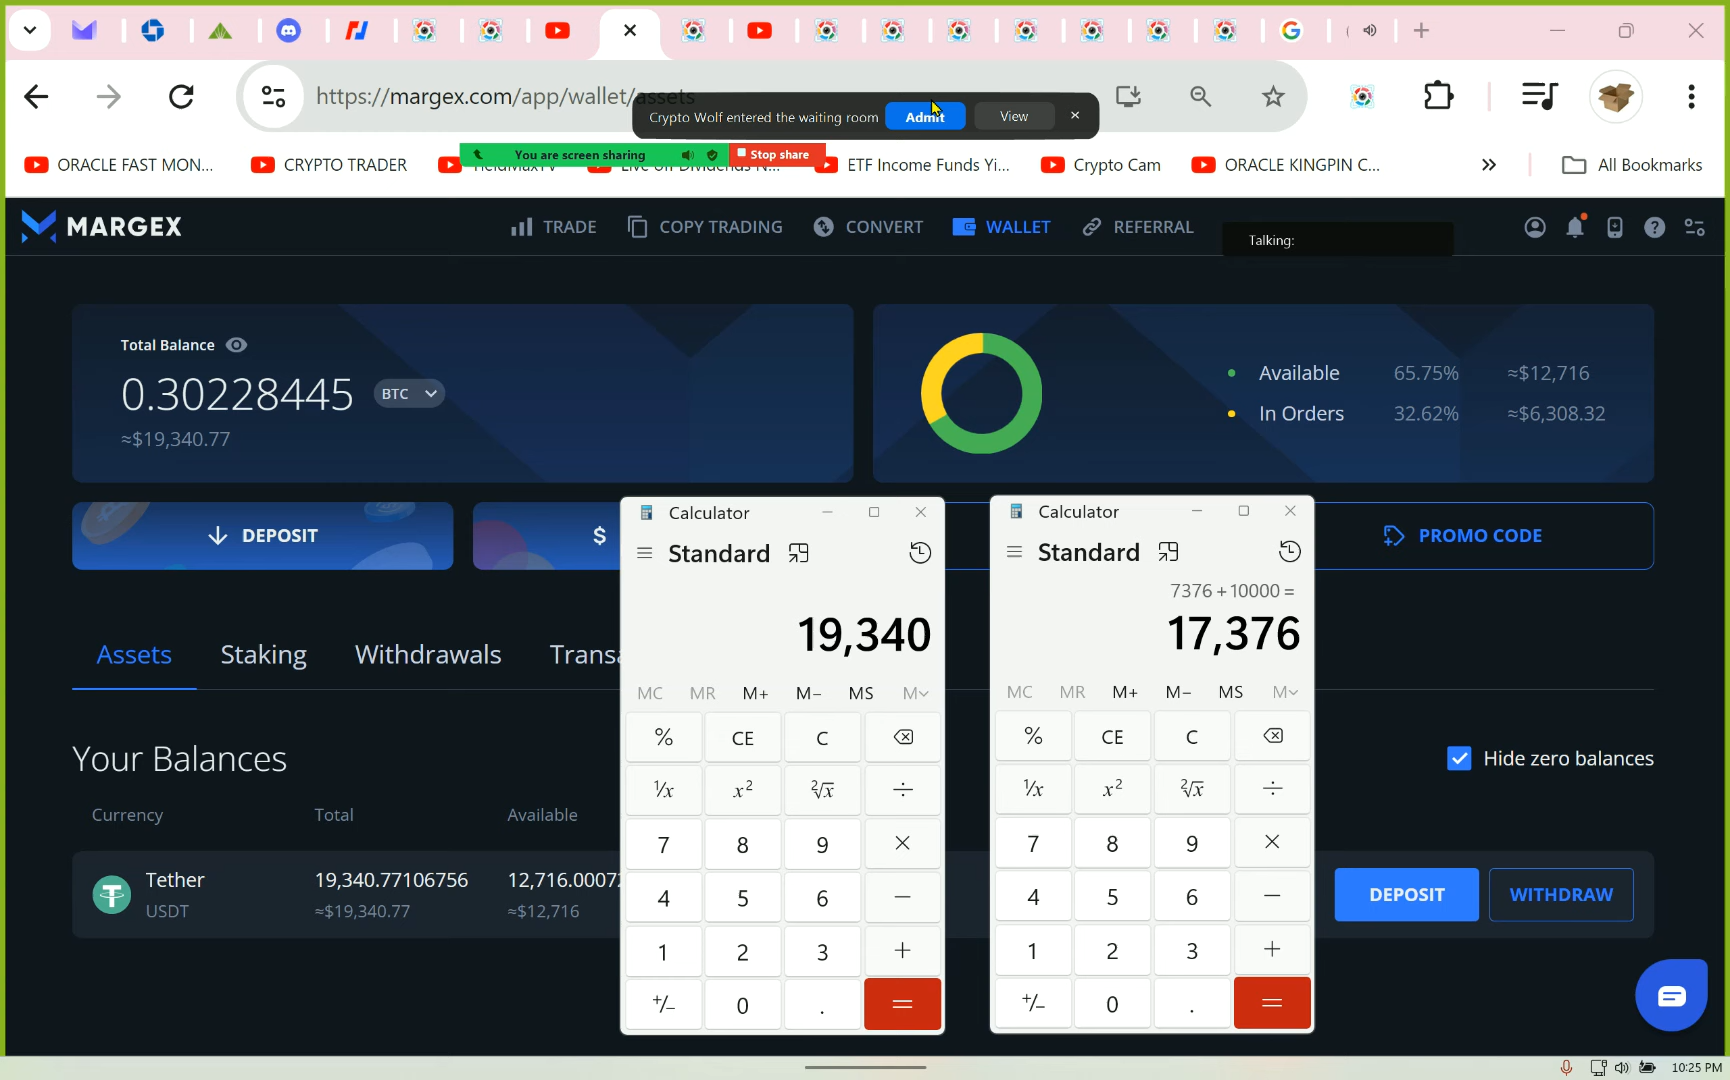 https://margex.com/app/wallet/assets
Crypto Wolf entered the waiting room
Admit
View
You are screen sharing
Stop share
ORACLE FAST MON...
CRYPTO TRADER
ETF Income Funds Yi...
Crypto Cam
ORACLE KINGPIN C...
All Bookmarks
MARGEX
TRADE
COPY TRADING
CONVERT
WALLET
REFERRAL
Talking:
Total Balance
0.30228445
BTC
≈$19,340.77
Available 65.75% ≈$12,716
In Orders 32.62% ≈$6,308.32
DEPOSIT
$
PROMO CODE
Assets
Staking
Withdrawals
Your Balances
Hide zero balances
Currency
Total
Available
Tether
USDT
19,340.77106756
≈$19,340.77
12,716.0007
≈$12,716
DEPOSIT
WITHDRAW
Calculator
Standard
19,340
MC MR M+ M− MS M
% CE C
¹/x x² ²√x ÷
7 8 9 ×
4 5 6 −
1 2 3 +
+/− 0 . =
Calculator
Standard
7376 + 10000 =
17,376
MC MR M+ M− MS M
% CE C
¹/x x² ²√x ÷
7 8 9 ×
4 5 6 −
1 2 3 +
+/− 0 . =
10:25 PM